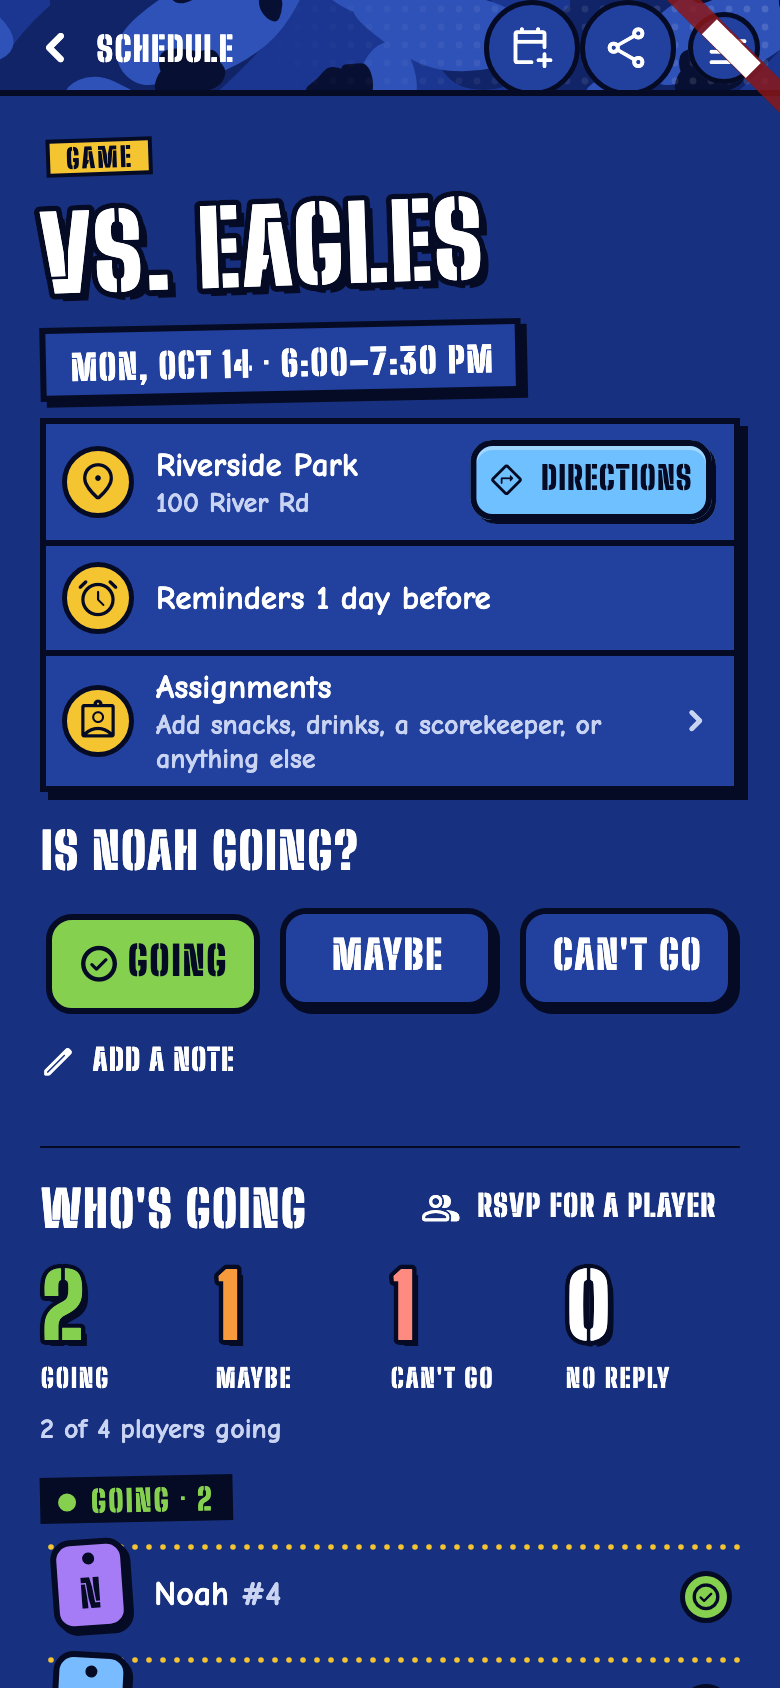 SCHEDULE
GAME
VS. EAGLES
MON, OCT 14 · 6:00–7:30 PM
Riverside Park
100 River Rd
DIRECTIONS
Reminders 1 day before
Assignments
Add snacks, drinks, a scorekeeper, or
anything else
IS NOAH GOING?
GOING
MAYBE
CAN'T GO
ADD A NOTE
WHO'S GOING
RSVP FOR A PLAYER
2
1
1
0
GOING
MAYBE
CAN'T GO
NO REPLY
2 of 4 players going
GOING · 2
N
Noah #4